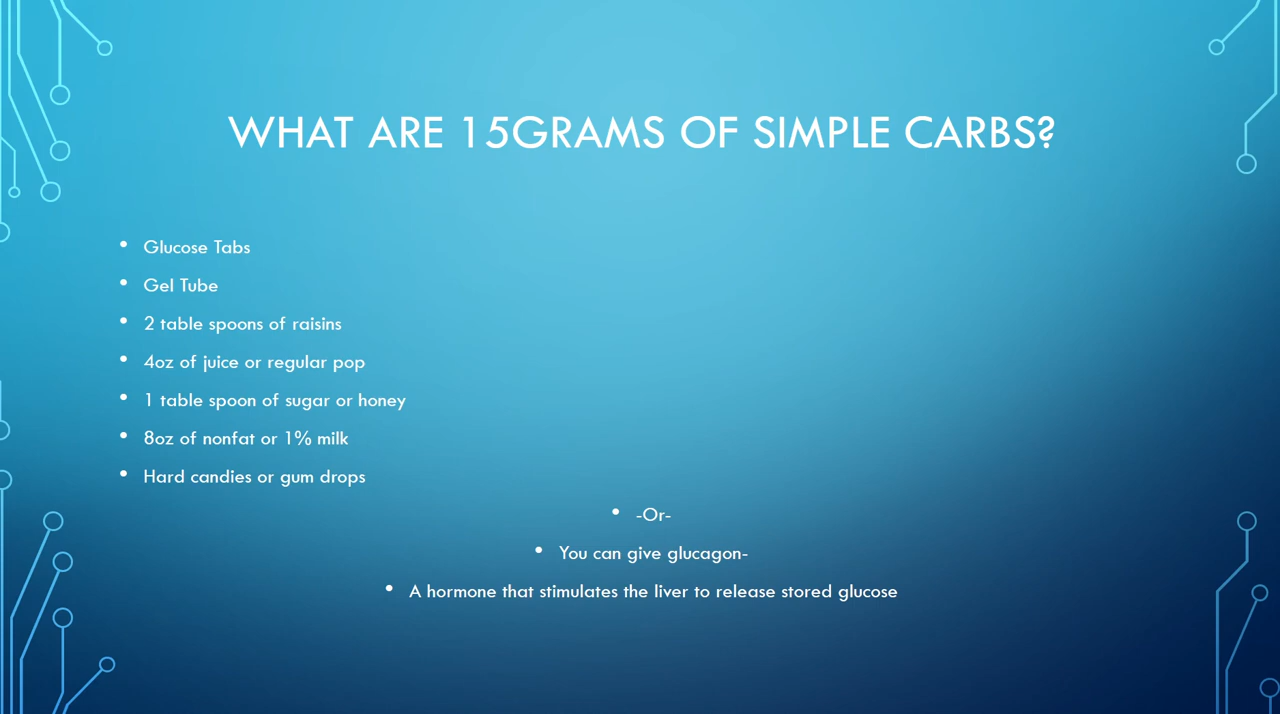 WHAT ARE 15GRAMS OF SIMPLE CARBS?
• Glucose Tabs
• Gel Tube
• 2 table spoons of raisins
• 4oz of juice or regular pop
• 1 table spoon of sugar or honey
• 8oz of nonfat or 1% milk
• Hard candies or gum drops
• -Or-
• You can give glucagon-
• A hormone that stimulates the liver to release stored glucose